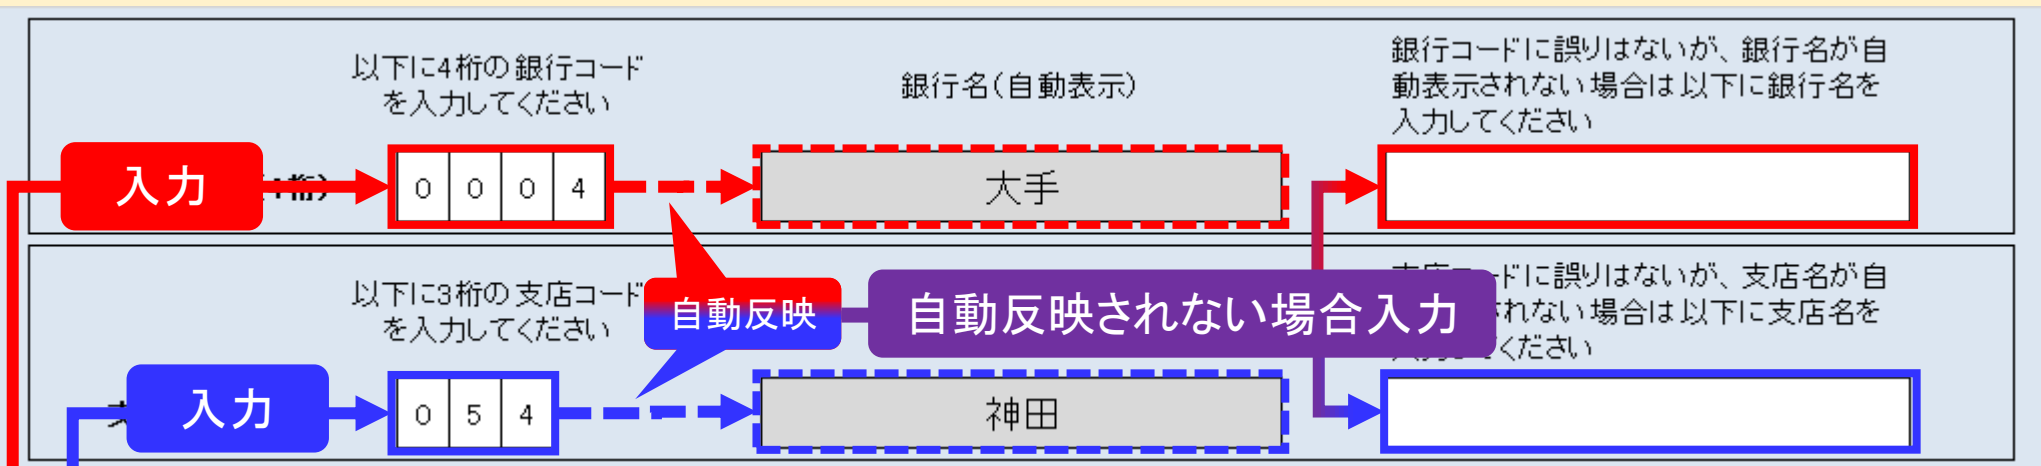 以下に4桁の銀行コード
を入力してください
銀行名(自動表示)
銀行コードに誤りはないが、銀行名が自
動表示されない場合は以下に銀行名を
入力してください
入力
0 0 0 4
大手
以下に3桁の支店コード
を入力してください
自動反映
自動反映されない場合入力
ードに誤りはないが、支店名が自
れない場合は以下に支店名を
ください
入力
0 5 4
神田